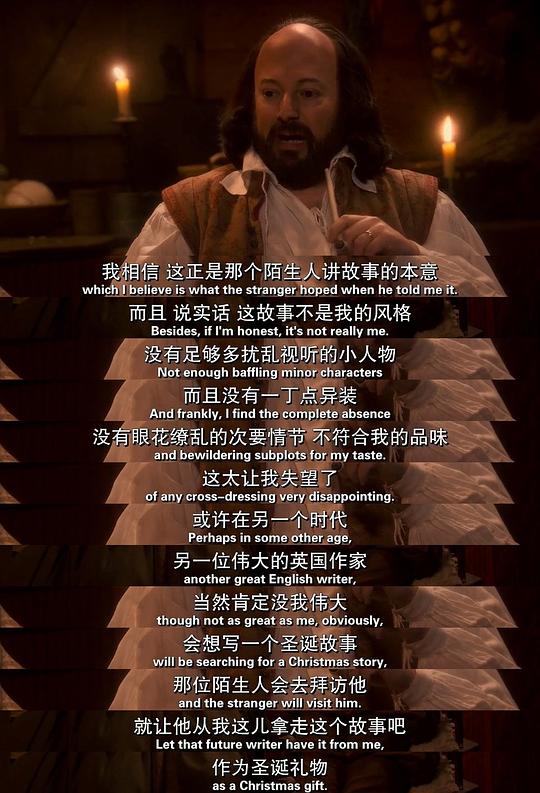 我相信 这正是那个陌生人讲故事的本意
which I believe is what the stranger hoped when he told me it.
而且 说实话 这故事不是我的风格
Besides, if I'm honest, it's not really me.
没有足够多扰乱视听的小人物
Not enough baffling minor characters
而且没有一丁点异装
And frankly, I find the complete absence
没有眼花缭乱的次要情节 不符合我的品味
and bewildering subplots for my taste.
这太让我失望了
of any cross-dressing very disappointing.
或许在另一个时代
Perhaps in some other age,
另一位伟大的英国作家
another great English writer,
当然肯定没我伟大
though not as great as me, obviously,
会想写一个圣诞故事
will be searching for a Christmas story,
那位陌生人会去拜访他
and the stranger will visit him.
就让他从我这儿拿走这个故事吧
Let that future writer have it from me,
作为圣诞礼物
as a Christmas gift.